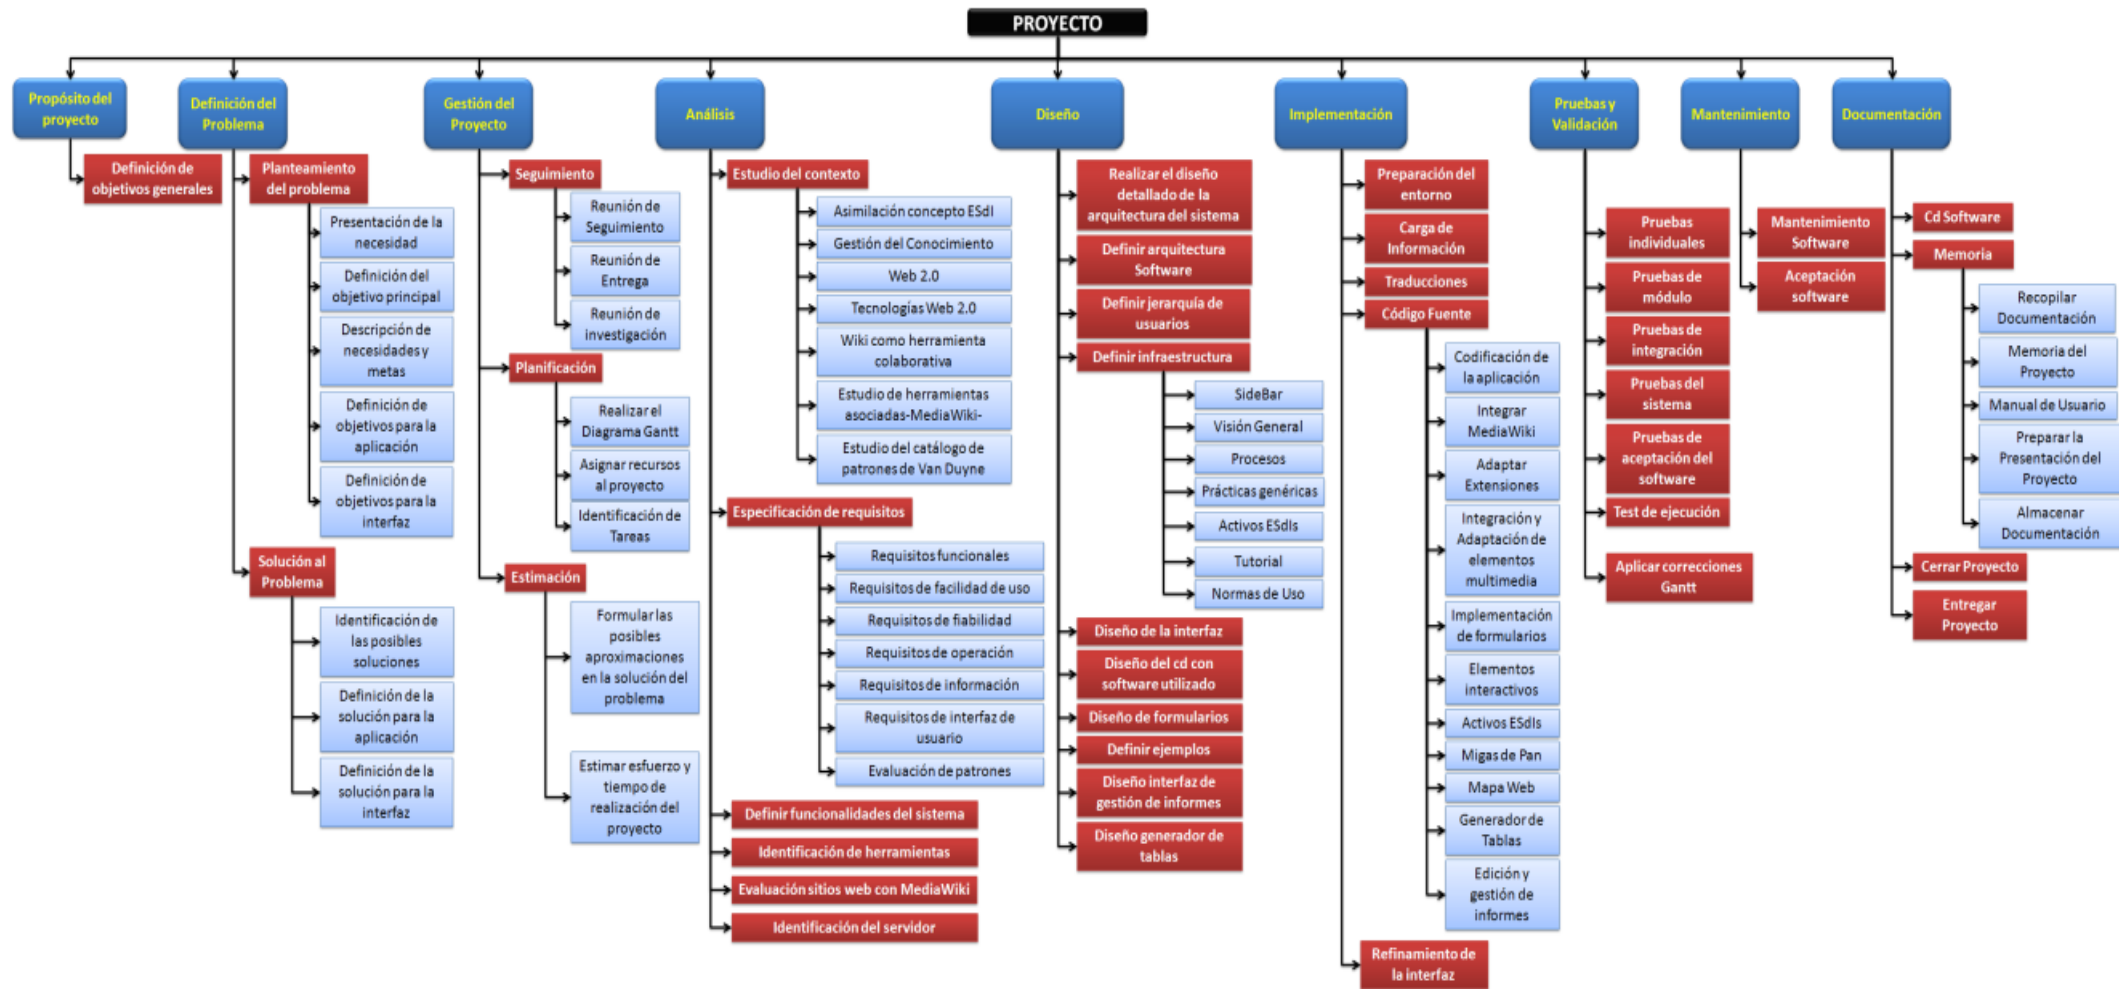 PROYECTO
Propósito del
proyecto
Definición de
objetivos generales
Definición del
Problema
Planteamiento
del problema
Presentación de la
necesidad
Definición del
objetivo principal
Descripción de
necesidades y
metas
Definición de
objetivos para la
aplicación
Definición de
objetivos para la
interfaz
Solución al
Problema
Identificación de
las posibles
soluciones
Definición de la
solución para la
aplicación
Definición de la
solución para la
interfaz
Gestión del
Proyecto
Seguimiento
Reunión de
Seguimiento
Reunión de
Entrega
Reunión de
investigación
Planificación
Realizar el
Diagrama Gantt
Asignar recursos
al proyecto
Identificación de
Tareas
Estimación
Formular las
posibles
aproximaciones
en la solución del
problema
Estimar esfuerzo y
tiempo de
realización del
proyecto
Análisis
Estudio del contexto
Asimilación concepto ESdI
Gestión del Conocimiento
Web 2.0
Tecnologías Web 2.0
Wiki como herramienta
colaborativa
Estudio de herramientas
asociadas-MediaWiki-
Estudio del catálogo de
patrones de Van Duyne
Especificación de requisitos
Requisitos funcionales
Requisitos de facilidad de uso
Requisitos de fiabilidad
Requisitos de operación
Requisitos de información
Requisitos de interfaz de
usuario
Evaluación de patrones
Definir funcionalidades del sistema
Identificación de herramientas
Evaluación sitios web con MediaWiki
Identificación del servidor
Diseño
Realizar el diseño
detallado de la
arquitectura del sistema
Definir arquitectura
Software
Definir jerarquía de
usuarios
Definir infraestructura
SideBar
Visión General
Procesos
Prácticas genéricas
Activos ESdIs
Tutorial
Normas de Uso
Diseño de la interfaz
Diseño del cd con
software utilizado
Diseño de formularios
Definir ejemplos
Diseño interfaz de
gestión de informes
Diseño generador de
tablas
Implementación
Preparación del
entorno
Carga de
Información
Traducciones
Código Fuente
Codificación de
la aplicación
Integrar
MediaWiki
Adaptar
Extensiones
Integración y
Adaptación de
elementos
multimedia
Implementación
de formularios
Elementos
interactivos
Activos ESdIs
Migas de Pan
Mapa Web
Generador de
Tablas
Edición y
gestión de
informes
Refinamiento de
la interfaz
Pruebas y
Validación
Pruebas
individuales
Pruebas de
módulo
Pruebas de
integración
Pruebas del
sistema
Pruebas de
aceptación del
software
Test de ejecución
Aplicar correcciones
Gantt
Mantenimiento
Mantenimiento
Software
Aceptación
software
Documentación
Cd Software
Memoria
Recopilar
Documentación
Memoria del
Proyecto
Manual de Usuario
Preparar la
Presentación del
Proyecto
Almacenar
Documentación
Cerrar Proyecto
Entregar
Proyecto